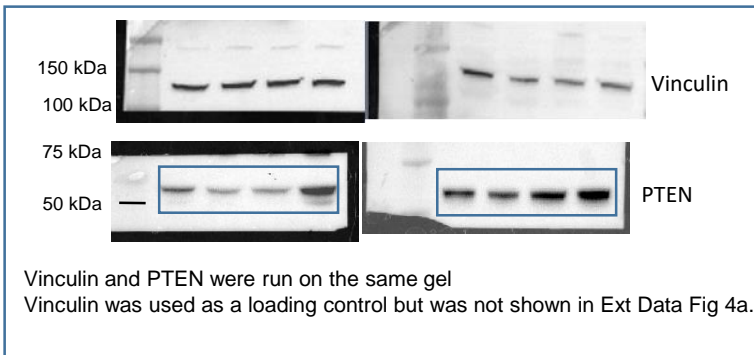 150 kDa
Vinculin
100 kDa
75 kDa
50 kDa
PTEN
Vinculin and PTEN were run on the same gel
Vinculin was used as a loading control but was not shown in Ext Data Fig 4a.